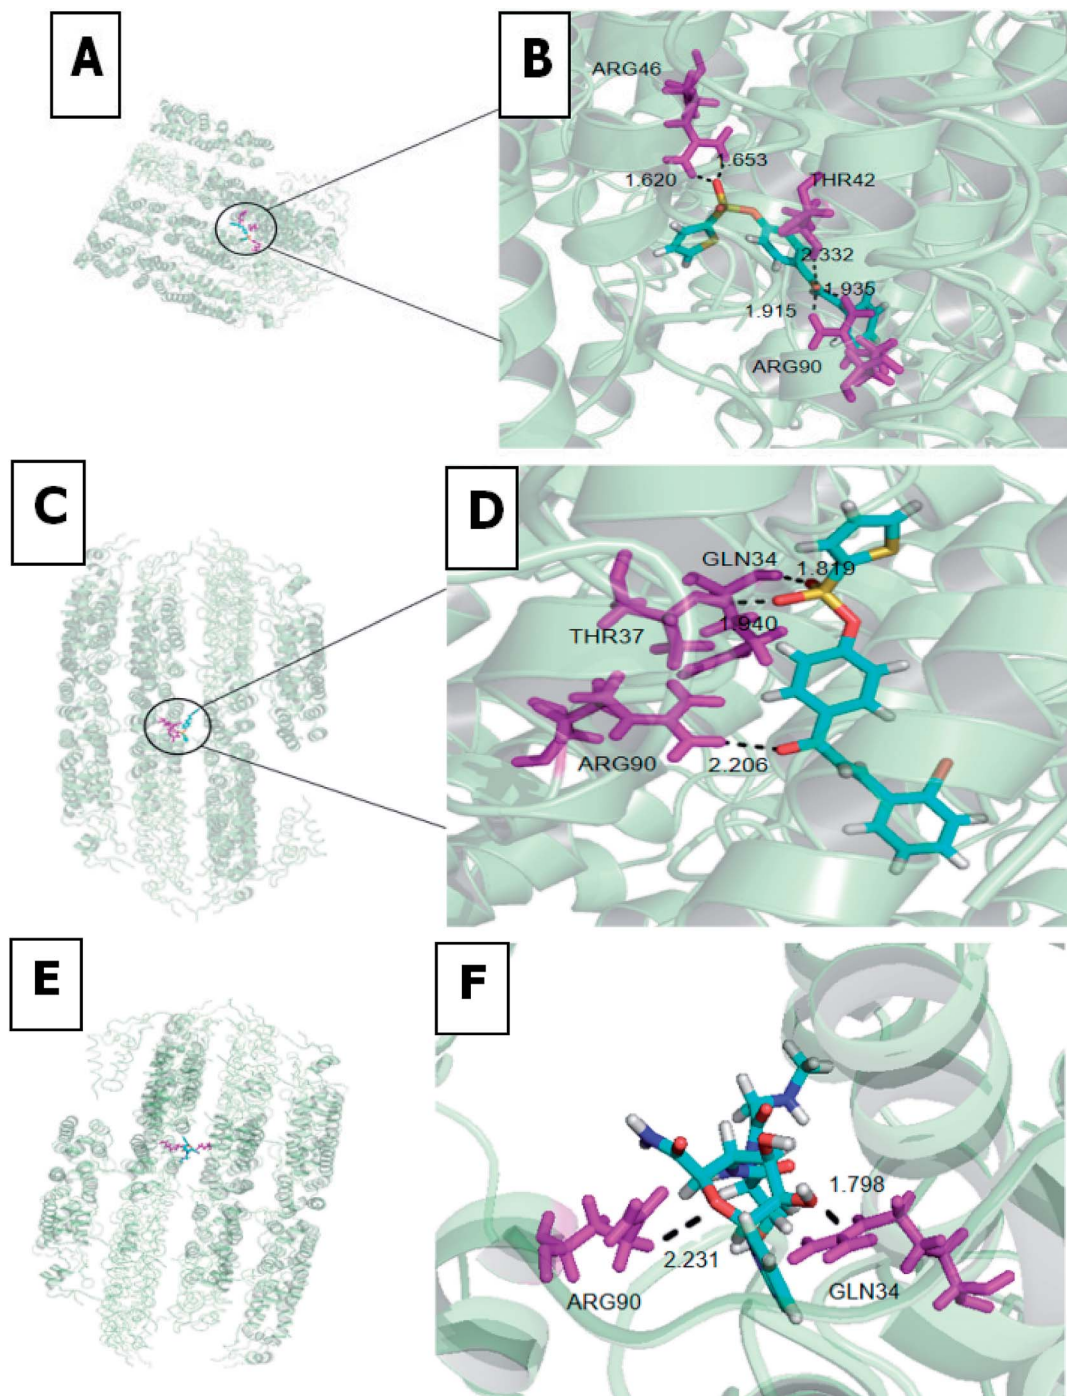 A
B
ARG46
1.653
1.620
THR42
2.332
1.935
1.915
ARG90
C
D
GLN34
1.819
THR37
1.940
ARG90
2.206
E
F
1.798
2.231
ARG90
GLN34